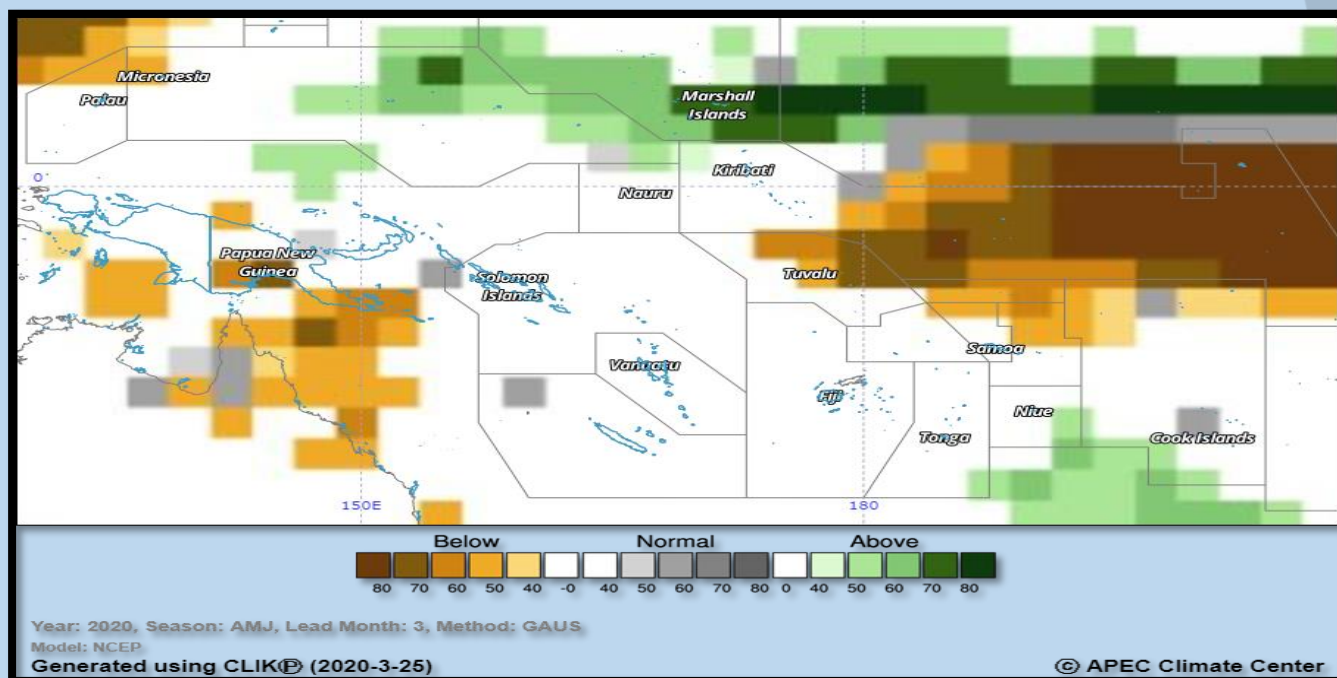 Micronesia
Palau
Marshall
Islands
0
Kiribati
Nauru
Papua New
Guinea
Solomon
Islands
Tuvalu
Samoa
Vanuatu
Fiji
Niue
Tonga
Cook Islands
150E
180
Below Normal Above
80 70 60 50 40 -0 40 50 60 70 80 0 40 50 60 70 80
Year: 2020, Season: AMJ, Lead Month: 3, Method: GAUS
Model: NCEP
Generated using CLIKⓅ (2020-3-25)
© APEC Climate Center